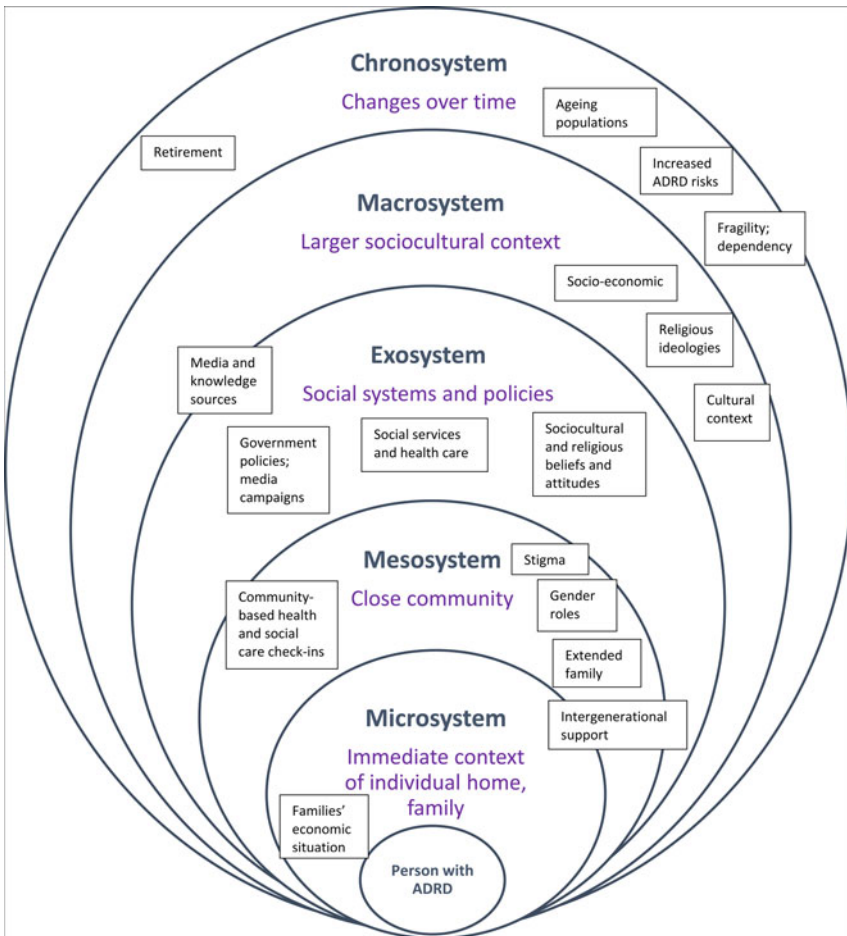 Chronosystem
Changes over time
Ageing
populations
Retirement
Increased
ADRD risks
Macrosystem
Larger sociocultural context
Fragility;
dependency
Socio-economic
Religious
ideologies
Exosystem
Social systems and policies
Media and
knowledge
sources
Cultural
context
Government
policies;
media
campaigns
Social services
and health care
Sociocultural
and religious
beliefs and
attitudes
Mesosystem
Close community
Stigma
Gender
roles
Community-
based health
and social
care check-ins
Extended
family
Microsystem
Immediate context
of individual home,
family
Intergenerational
support
Families’
economic
situation
Person with
ADRD